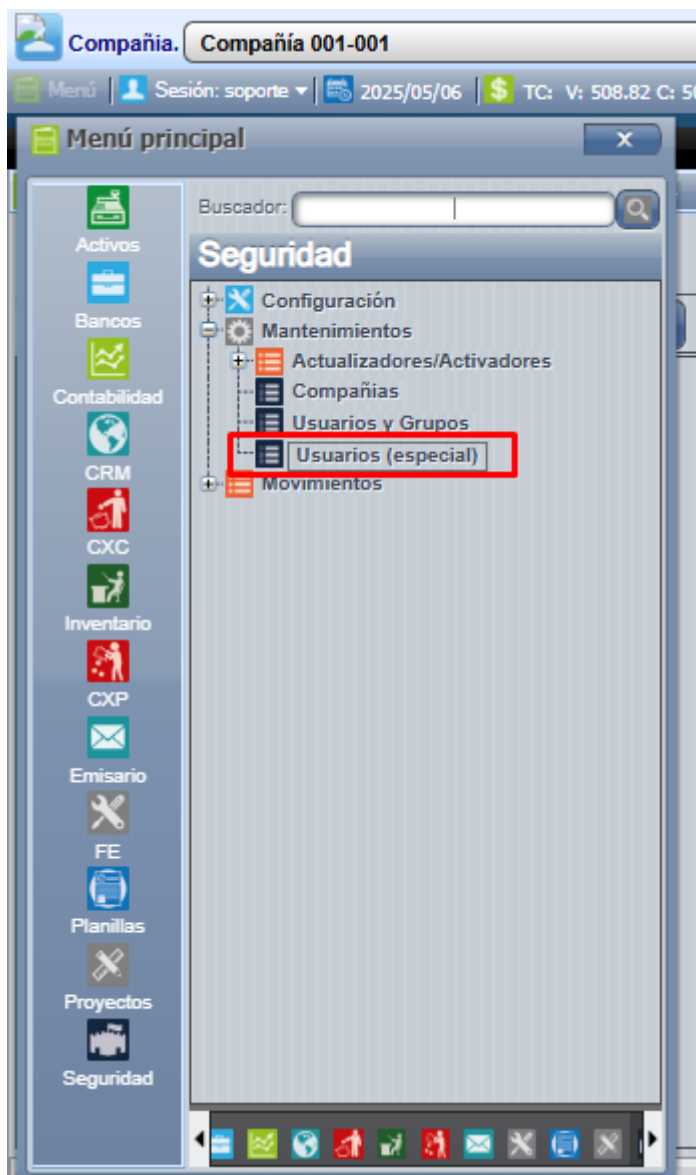 Compañia. Compañía 001-001
Menú Sesión: soporte 2025/05/06 $ TC: V: 508.82 C:
Menú principal x
Buscador:
Seguridad
Configuración
Mantenimientos
Actualizadores/Activadores
Compañias
Usuarios y Grupos
Usuarios (especial)
Movimientos
Activos
Bancos
Contabilidad
CRM
CXC
Inventario
CXP
Emisario
FE
Planillas
Proyectos
Seguridad